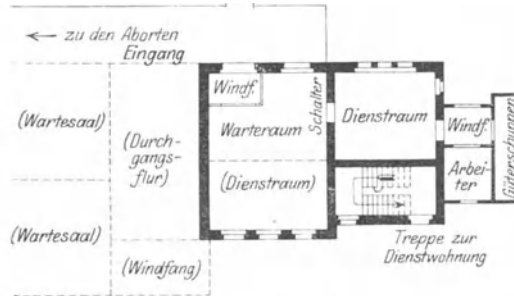 ← zu den Aborten
Eingang
(Wartesaal)
(Durch-
gangs-
flur)
Windf.
Warteraum
Schalter
(Dienstraum)
Dienstraum
Windf.
Arbei-
ter
Güterschuppen
(Wartesaal)
(Windfang)
Treppe zur
Dienstwohnung